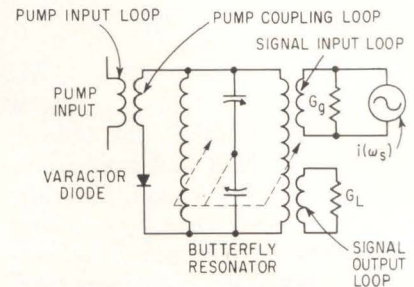 PUMP INPUT LOOP
PUMP COUPLING LOOP
SIGNAL INPUT LOOP
PUMP
INPUT
Gg
i(ωs)
VARACTOR
DIODE
GL
BUTTERFLY
RESONATOR
SIGNAL
OUTPUT
LOOP